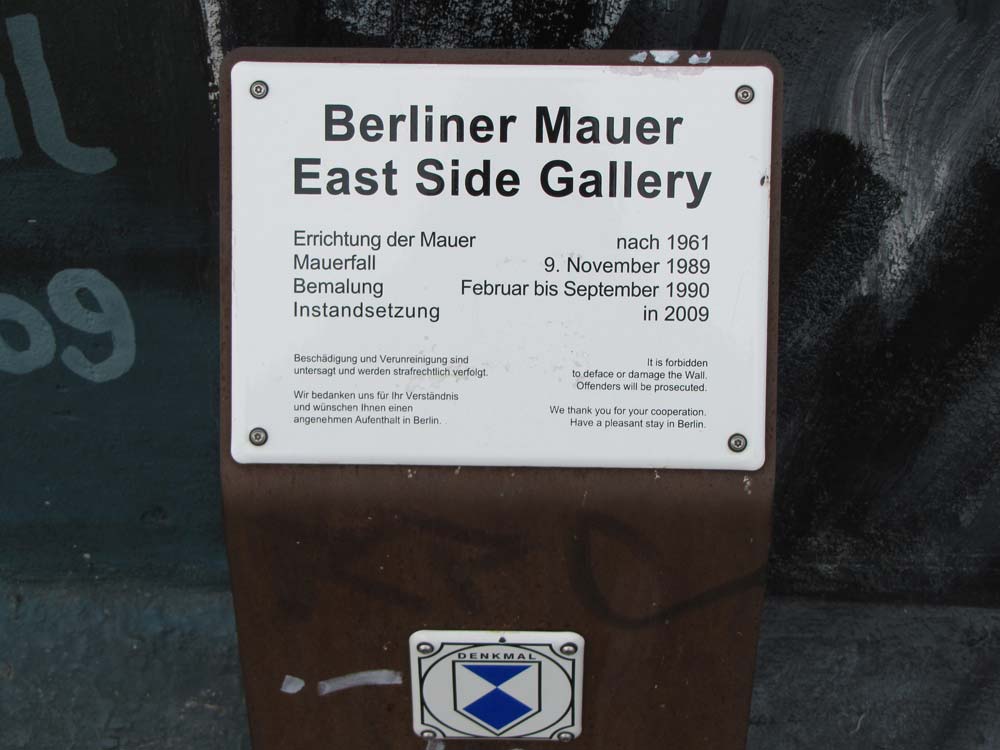 Berliner Mauer
East Side Gallery
Errichtung der Mauer nach 1961
Mauerfall 9. November 1989
Bemalung Februar bis September 1990
Instandsetzung in 2009
Beschädigung und Verunreinigung sind
untersagt und werden strafrechtlich verfolgt.
Wir bedanken uns für Ihr Verständnis
und wünschen Ihnen einen
angenehmen Aufenthalt in Berlin.
It is forbidden
to deface or damage the Wall.
Offenders will be prosecuted.
We thank you for your cooperation.
Have a pleasant stay in Berlin.
DENKMAL
09